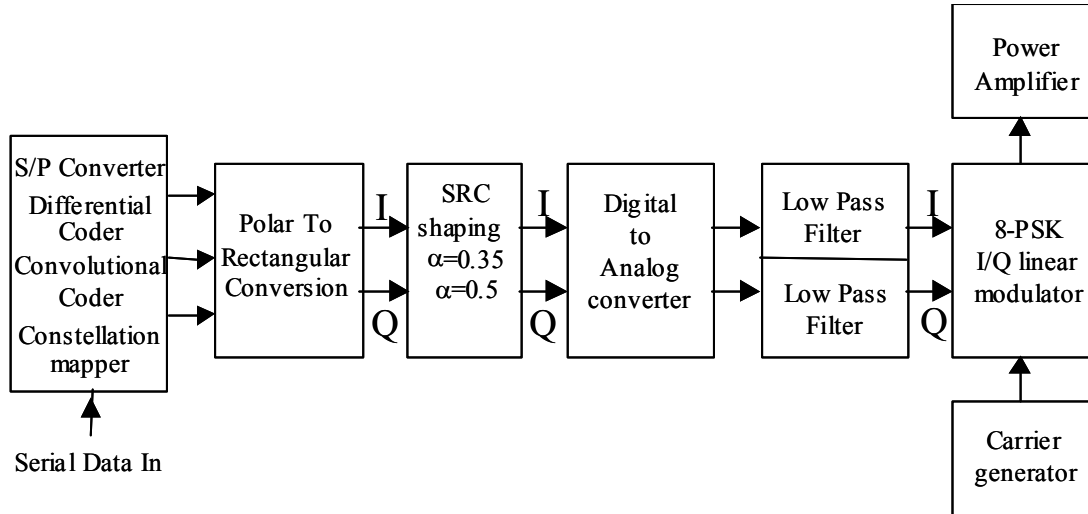 S/P Converter
Differential
Coder
Convolutional
Coder
Constellation
mapper
Serial Data In
Polar To
Rectangular
Conversion
I
Q
SRC
shaping
α=0.35
α=0.5
I
Q
Digital
to
Analog
converter
Low Pass
Filter
Low Pass
Filter
I
Q
Power
Amplifier
8-PSK
I/Q linear
modulator
Carrier
generator